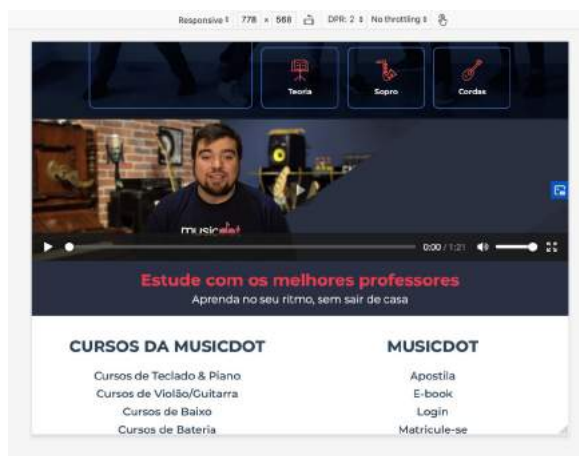 Responsive 778 × 568 DPR: 2 No throttling
Teoria Sopro Cordas
musicdot
0:00 / 1:21
Estude com os melhores professores
Aprenda no seu ritmo, sem sair de casa
CURSOS DA MUSICDOT MUSICDOT
Cursos de Teclado & Piano Apostila
Cursos de Violão/Guitarra E-book
Cursos de Baixo Login
Cursos de Bateria Matricule-se